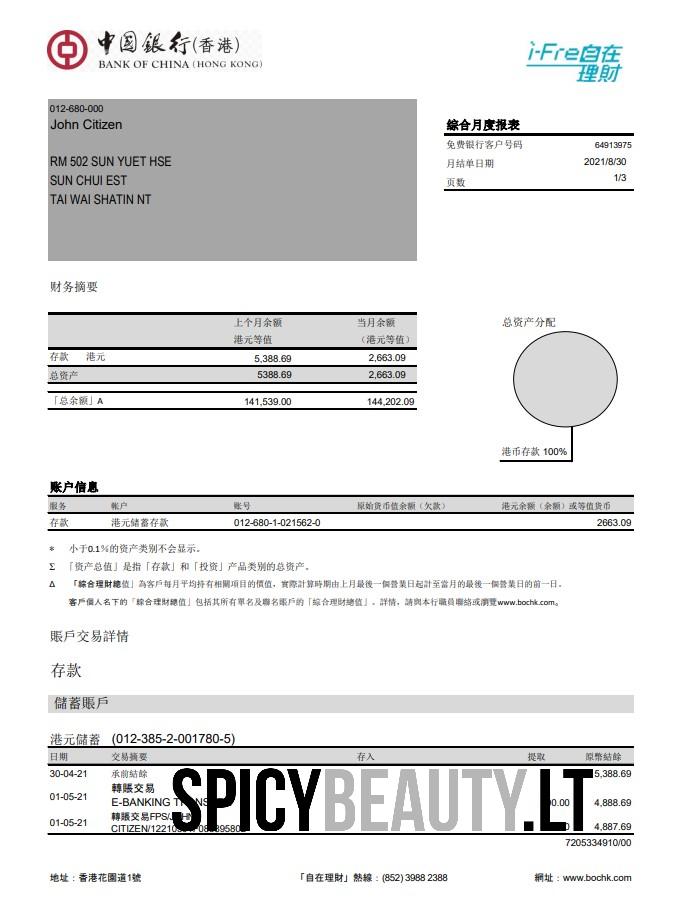 中國銀行(香港)
BANK OF CHINA (HONG KONG)
i-Free自在
理財
012-680-000
John Citizen
RM 502 SUN YUET HSE
SUN CHUI EST
TAI WAI SHATIN NT
綜合月度报表
免费银行客户号码 64913975
月结单日期 2021/8/30
页数 1/3
财务摘要
上个月余额 当月余额
港元等值 （港元等值）
存款 港元 5,388.69 2,663.09
总资产 5388.69 2,663.09
「总余额」A 141,539.00 144,202.09
总资产分配
港币存款 100%
账户信息
服务 帐户 账号 原始货币值余额（欠款） 港元余额（余额）或等值货币
存款 港元儲蓄存款 012-680-1-021562-0 2663.09
* 小于0.1%的资产类别不会显示。
Σ 「资产总值」是指「存款」和「投资」产品类别的总资产。
Δ 「綜合理財總值」為客戶每月平均持有相關項目的價值，實際計算時期由上月最後一個營業日起計至當月的最後一個營業日的前一日。
客戶個人名下的「綜合理財總值」包括其所有單名及聯名賬戶的「綜合理財總值」。詳情，請與本行職員聯絡或瀏覽www.bochk.com。
賬戶交易詳情
存款
儲蓄賬戶
港元儲蓄 (012-385-2-001780-5)
日期 交易摘要 存入 提取 原幣結餘
30-04-21 承前結餘 5,388.69
轉賬交易
01-05-21 E-BANKING 4,888.69
轉賬交易FPS/
01-05-21 CITIZEN/ 4,887.69
SPICYBEAUTY.LT
7205334910/00
地址：香港花園道1號 「自在理財」熱線：(852) 3988 2388 網址：www.bochk.com